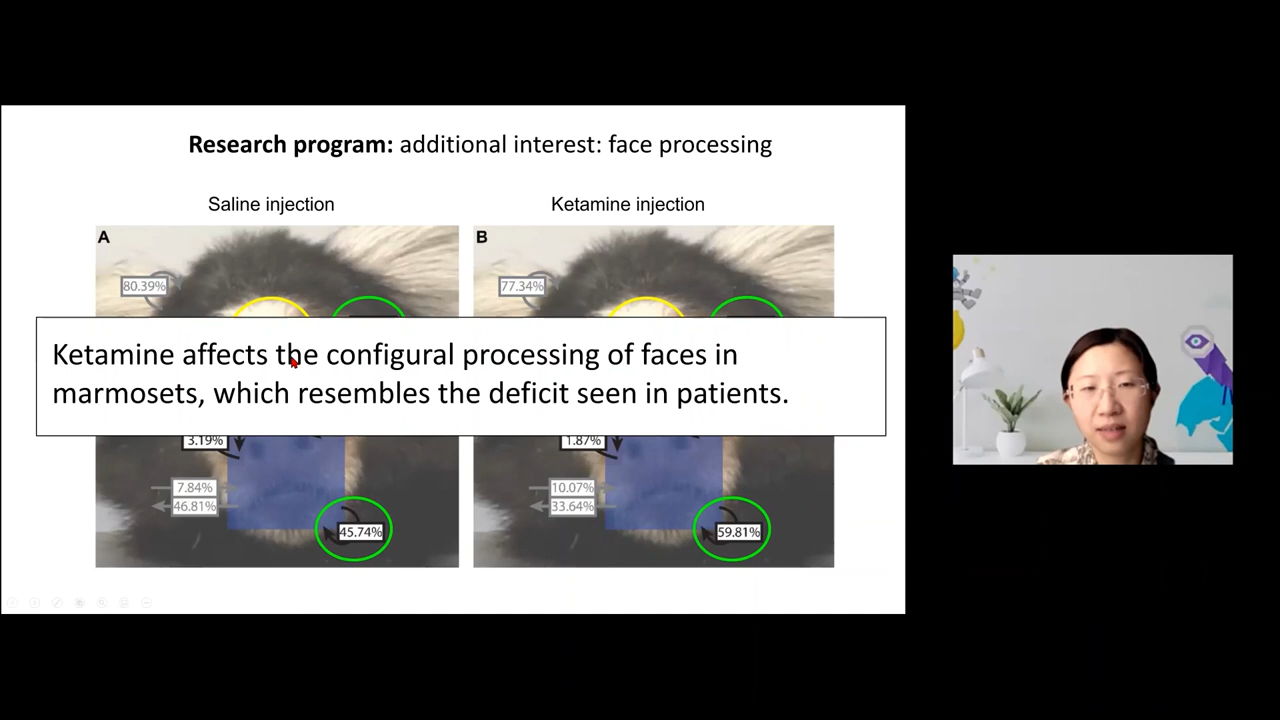 Research program: additional interest: face processing
Saline injection
Ketamine injection
A
B
80.39%
77.34%
Ketamine affects the configural processing of faces in
marmosets, which resembles the deficit seen in patients.
3.19%
1.87%
7.84%
10.07%
46.81%
33.64%
45.74%
59.81%